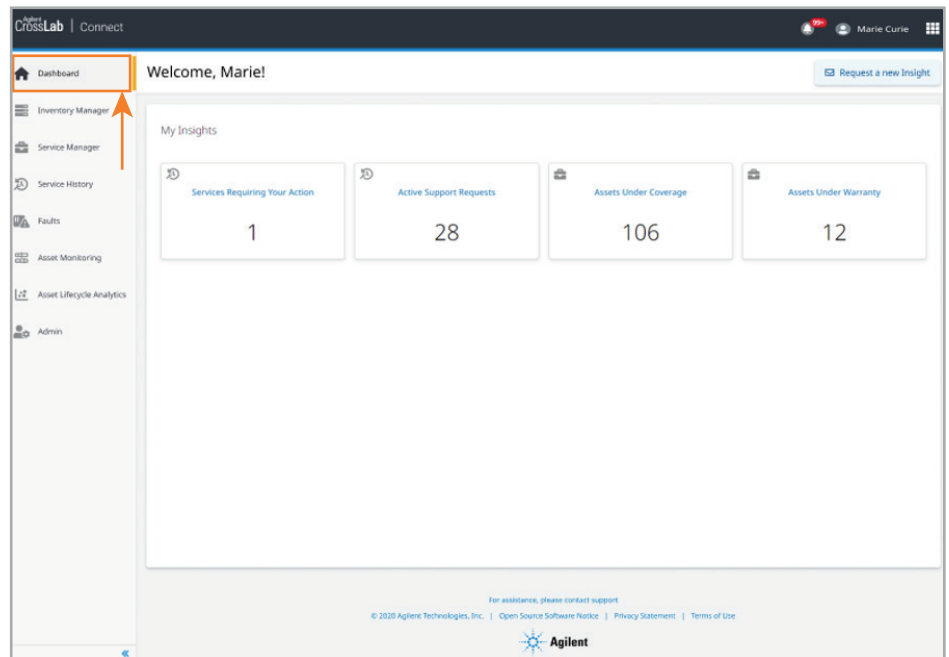 Agilent
CrossLab | Connect
99+
Marie Curie
Dashboard
Welcome, Marie!
Request a new Insight
Inventory Manager
Service Manager
Service History
Faults
Asset Monitoring
Asset Lifecycle Analytics
Admin
My Insights
Services Requiring Your Action
1
Active Support Requests
28
Assets Under Coverage
106
Assets Under Warranty
12
For assistance, please contact support
© 2020 Agilent Technologies, Inc. | Open Source Software Notice | Privacy Statement | Terms of Use
Agilent
«